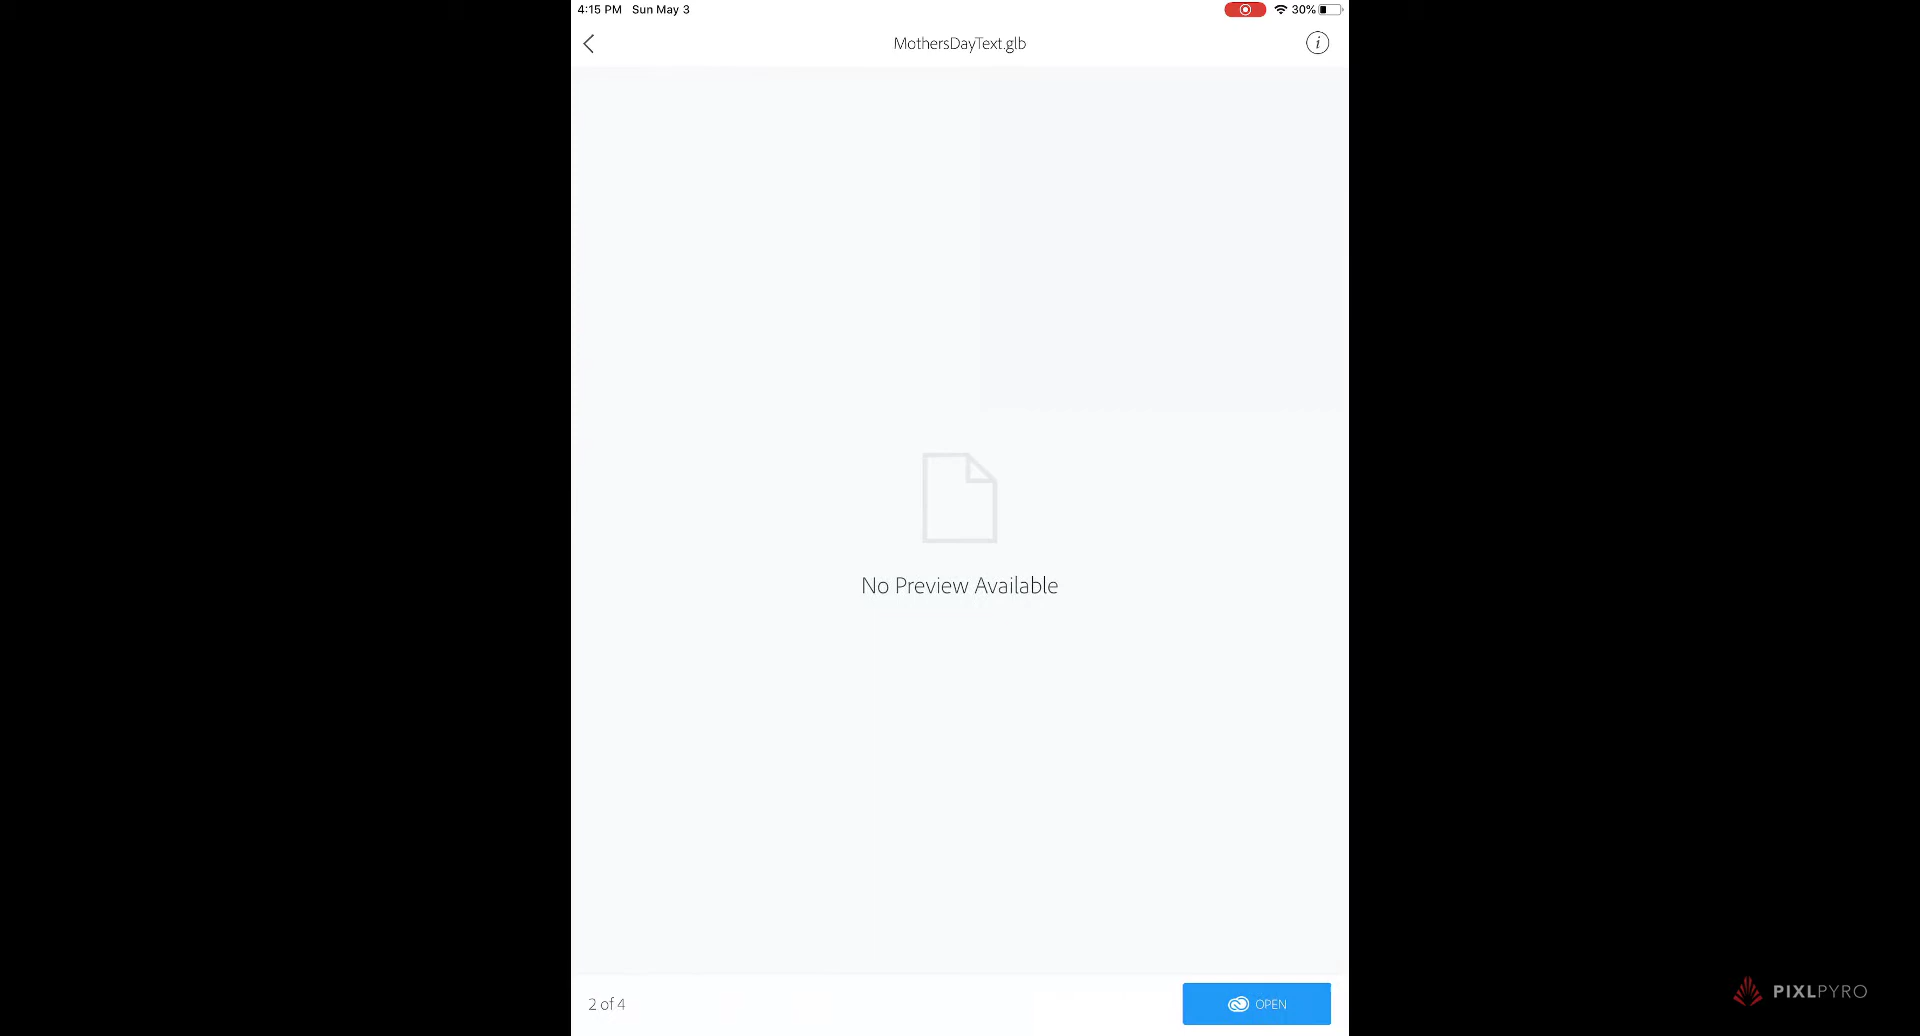 4:15 PM Sun May 3
30%
MothersDayText.glb
i
No Preview Available
2 of 4
OPEN
PIXLPYRO